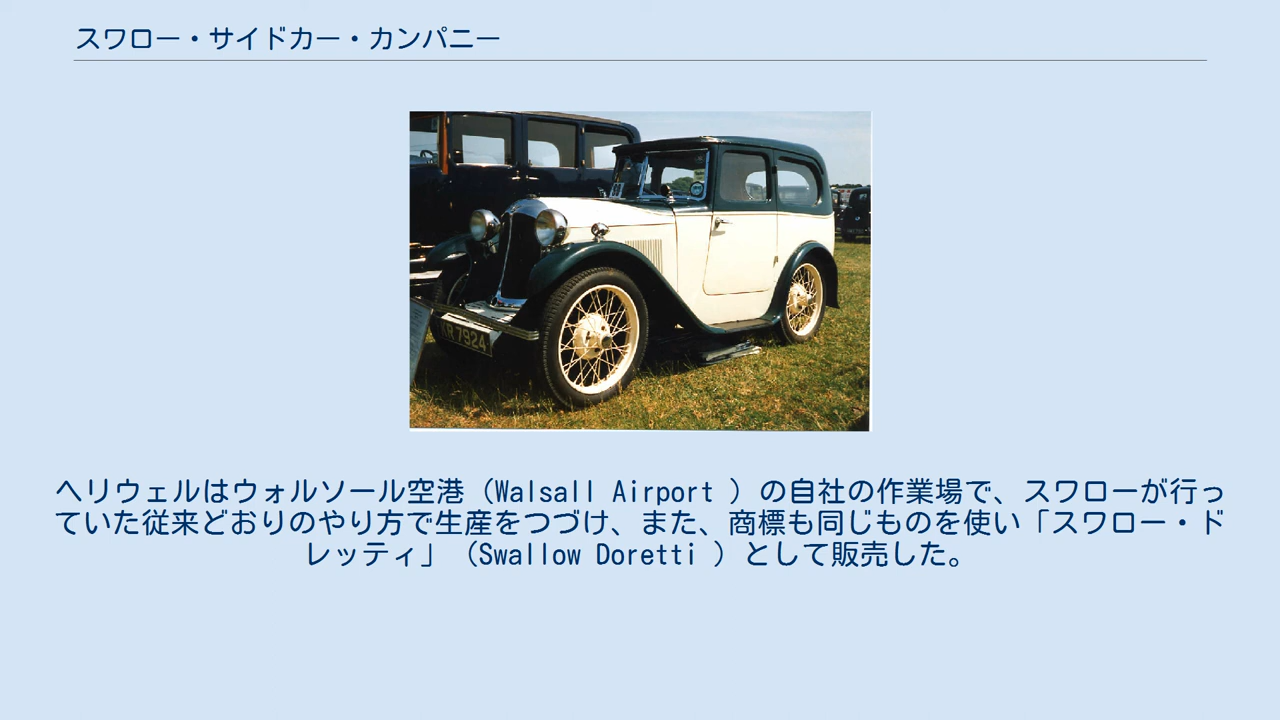 スワロー・サイドカー・カンパニー
R 7924
ヘリウェルはウォルソール空港（Walsall Airport ）の自社の作業場で、スワローが行っ
ていた従来どおりのやり方で生産をつづけ、また、商標も同じものを使い「スワロー・ド
レッティ」（Swallow Doretti ）として販売した。